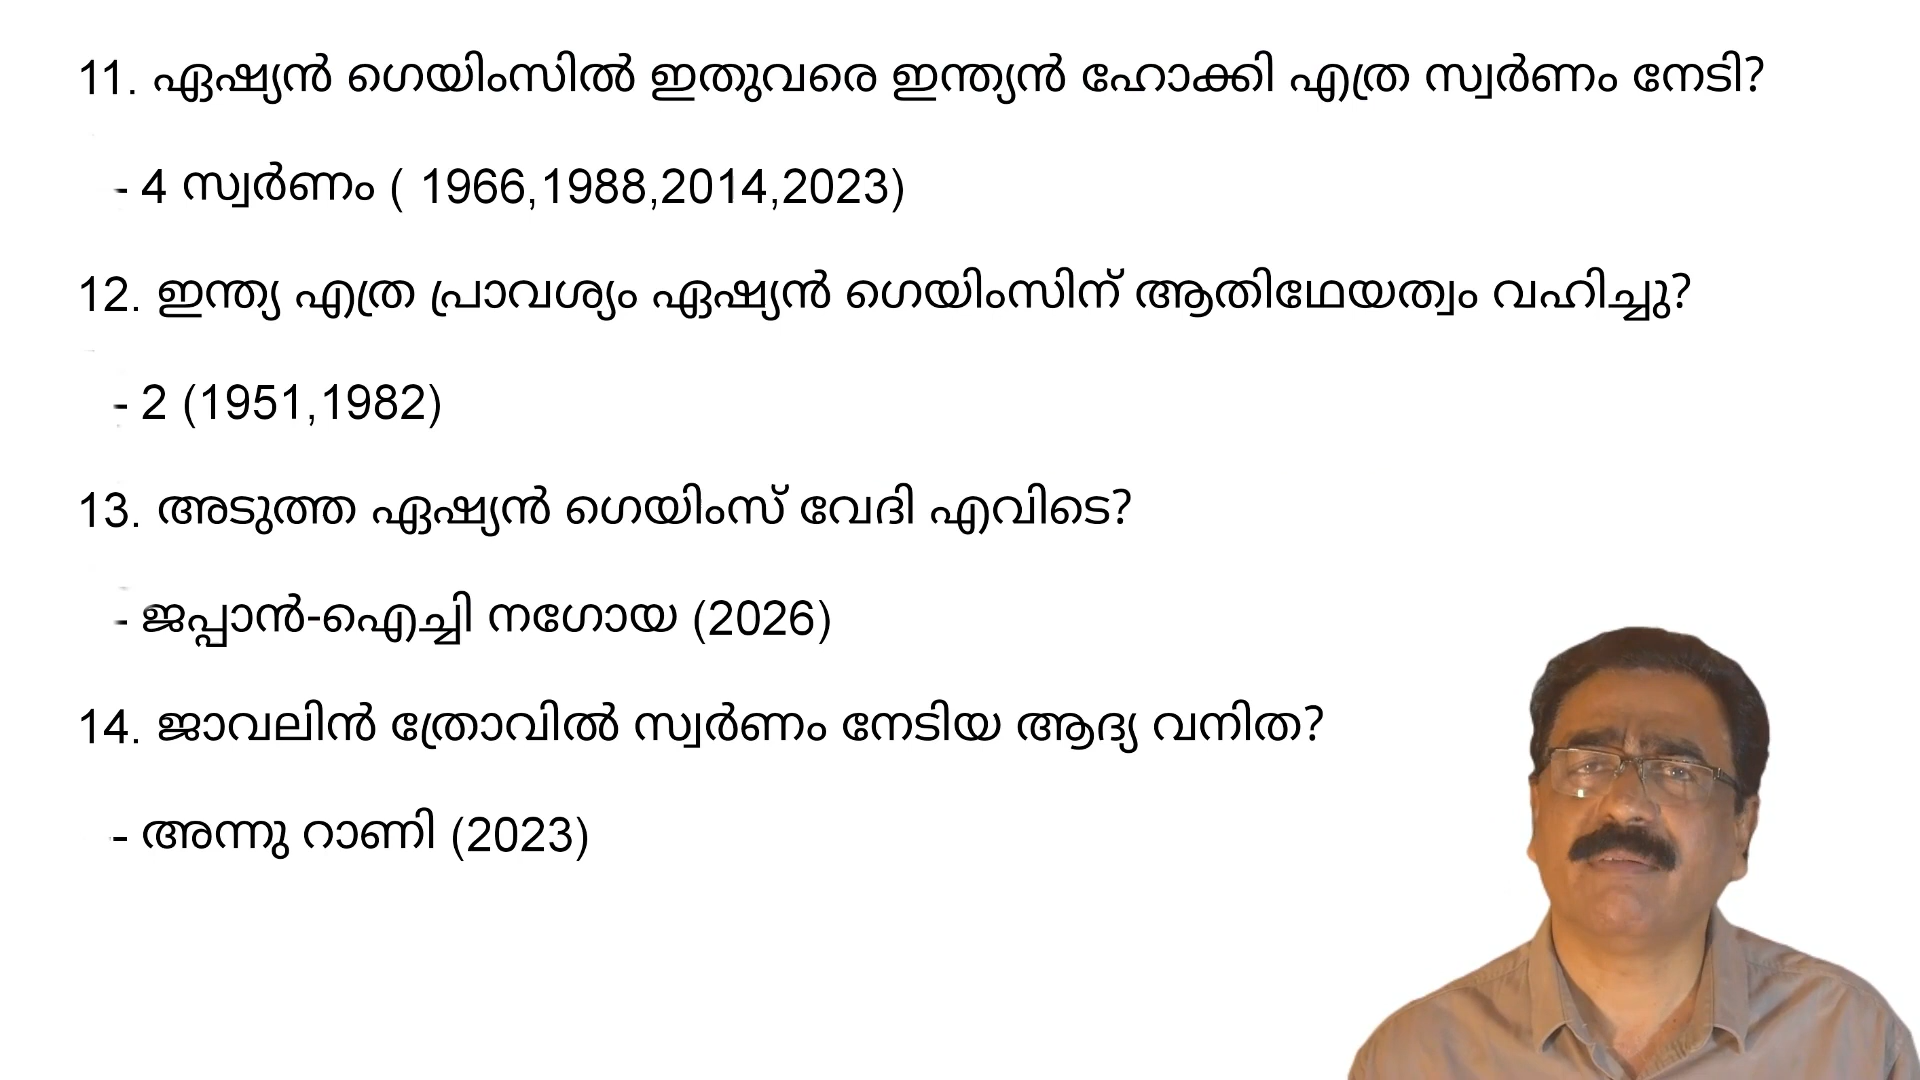 11. ഏഷ്യൻ ഗെയിംസിൽ ഇതുവരെ ഇന്ത്യൻ ഹോക്കി എത്ര സ്വർണം നേടി?
- 4 സ്വർണം ( 1966,1988,2014,2023)
12. ഇന്ത്യ എത്ര പ്രാവശ്യം ഏഷ്യൻ ഗെയിംസിന് ആതിഥേയത്വം വഹിച്ചു?
- 2 (1951,1982)
13. അടുത്ത ഏഷ്യൻ ഗെയിംസ് വേദി എവിടെ?
- ജപ്പാൻ-ഐച്ചി നഗോയ (2026)
14. ജാവലിൻ ത്രോവിൽ സ്വർണം നേടിയ ആദ്യ വനിത?
- അന്നു റാണി (2023)